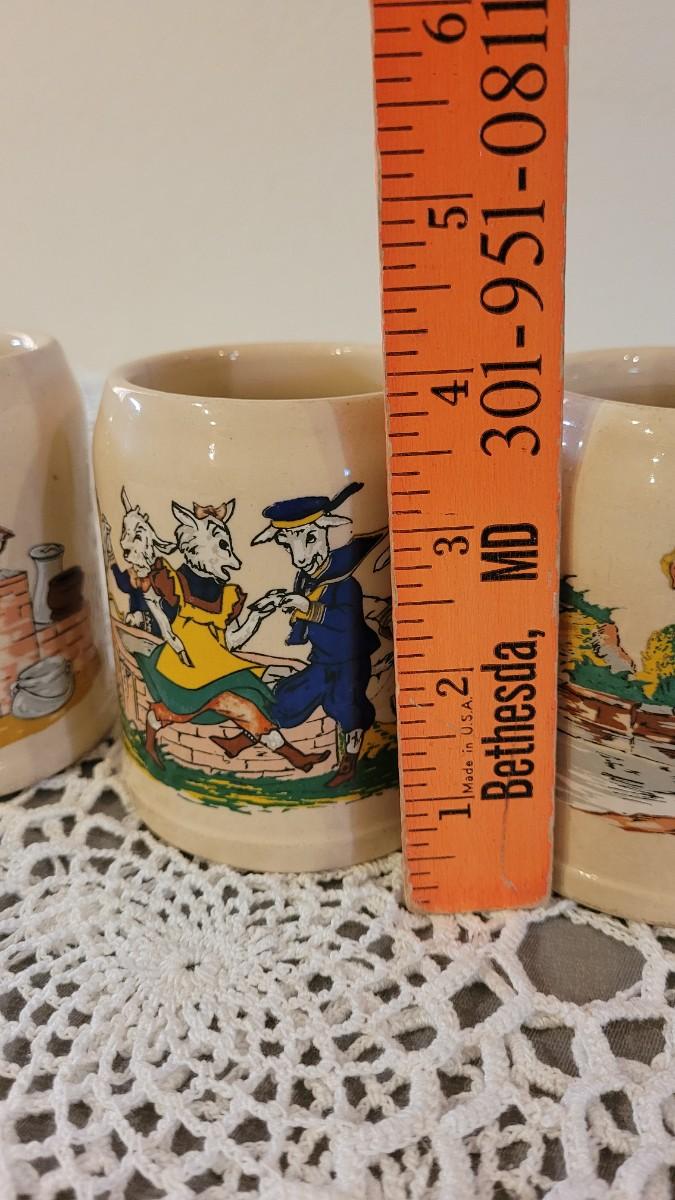 1 2 3 4 5 6
Made in U.S.A.
Bethesda, MD 301-951-0811